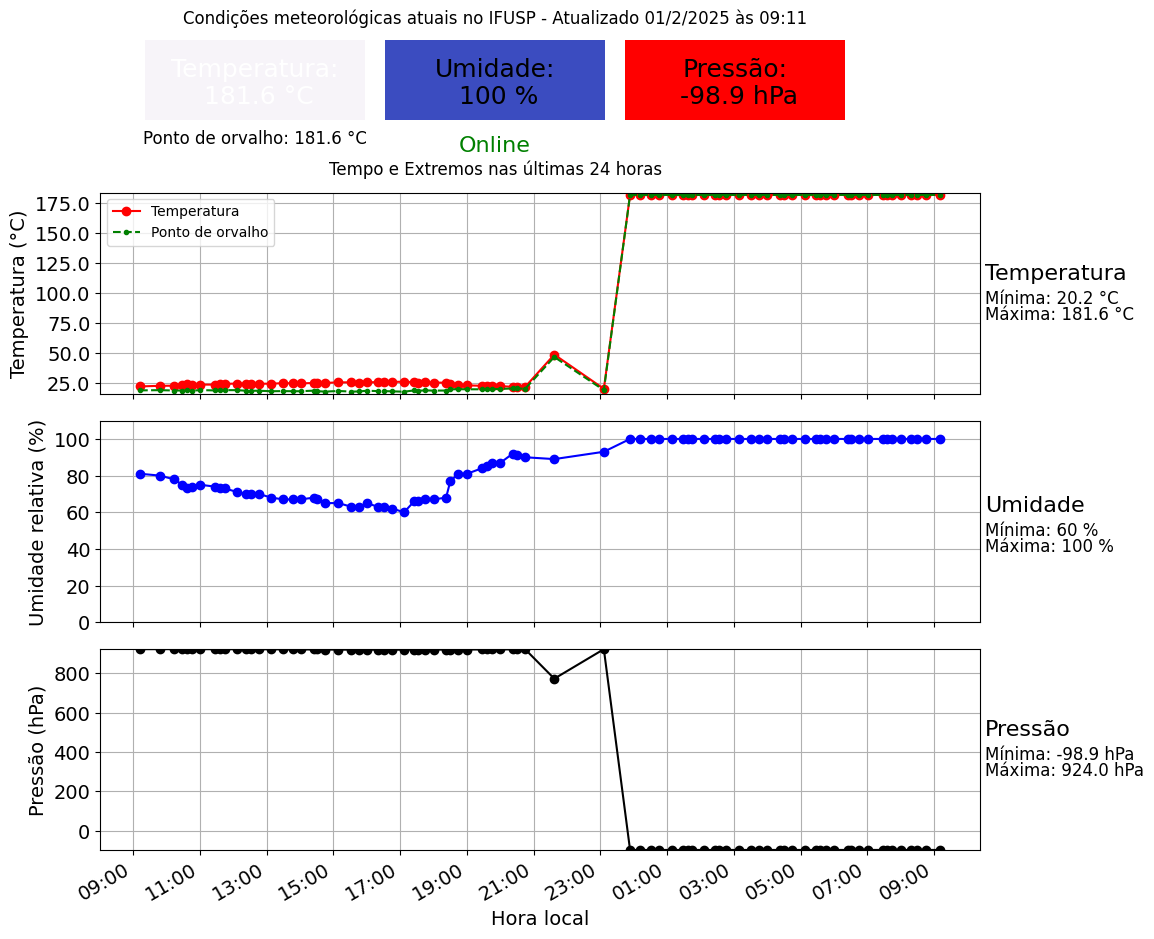 Condições meteorológicas atuais no IFUSP - Atualizado 01/2/2025 às 09:11
Temperatura:
181.6 °C
Umidade:
100 %
Pressão:
-98.9 hPa
Ponto de orvalho: 181.6 °C
Online
Tempo e Extremos nas últimas 24 horas
Temperatura (°C)
175.0
150.0
125.0
100.0
75.0
50.0
25.0
Temperatura
Ponto de orvalho
Temperatura
Mínima: 20.2 °C
Máxima: 181.6 °C
Umidade relativa (%)
100
80
60
40
20
0
Umidade
Mínima: 60 %
Máxima: 100 %
Pressão (hPa)
800
600
400
200
0
Pressão
Mínima: -98.9 hPa
Máxima: 924.0 hPa
09:00
11:00
13:00
15:00
17:00
19:00
21:00
23:00
01:00
03:00
05:00
07:00
09:00
Hora local